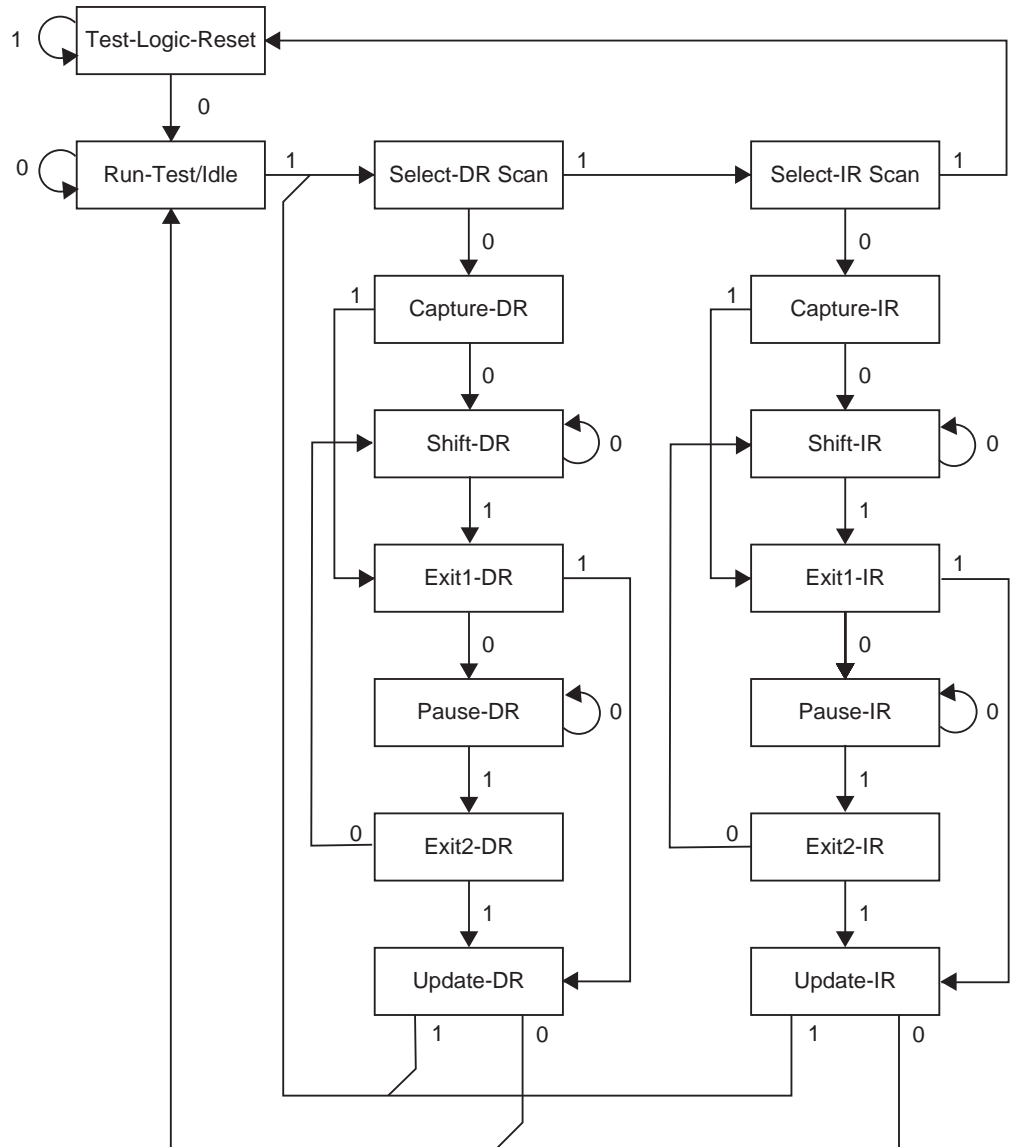 1 Test-Logic-Reset
0
0 Run-Test/Idle 1 Select-DR Scan 1 Select-IR Scan 1
0 0
1 Capture-DR 1 Capture-IR
0 0
Shift-DR 0 Shift-IR 0
1 1
Exit1-DR 1 Exit1-IR 1
0 0
Pause-DR 0 Pause-IR 0
1 1
0 Exit2-DR 0 Exit2-IR
1 1
Update-DR Update-IR
1 0 1 0